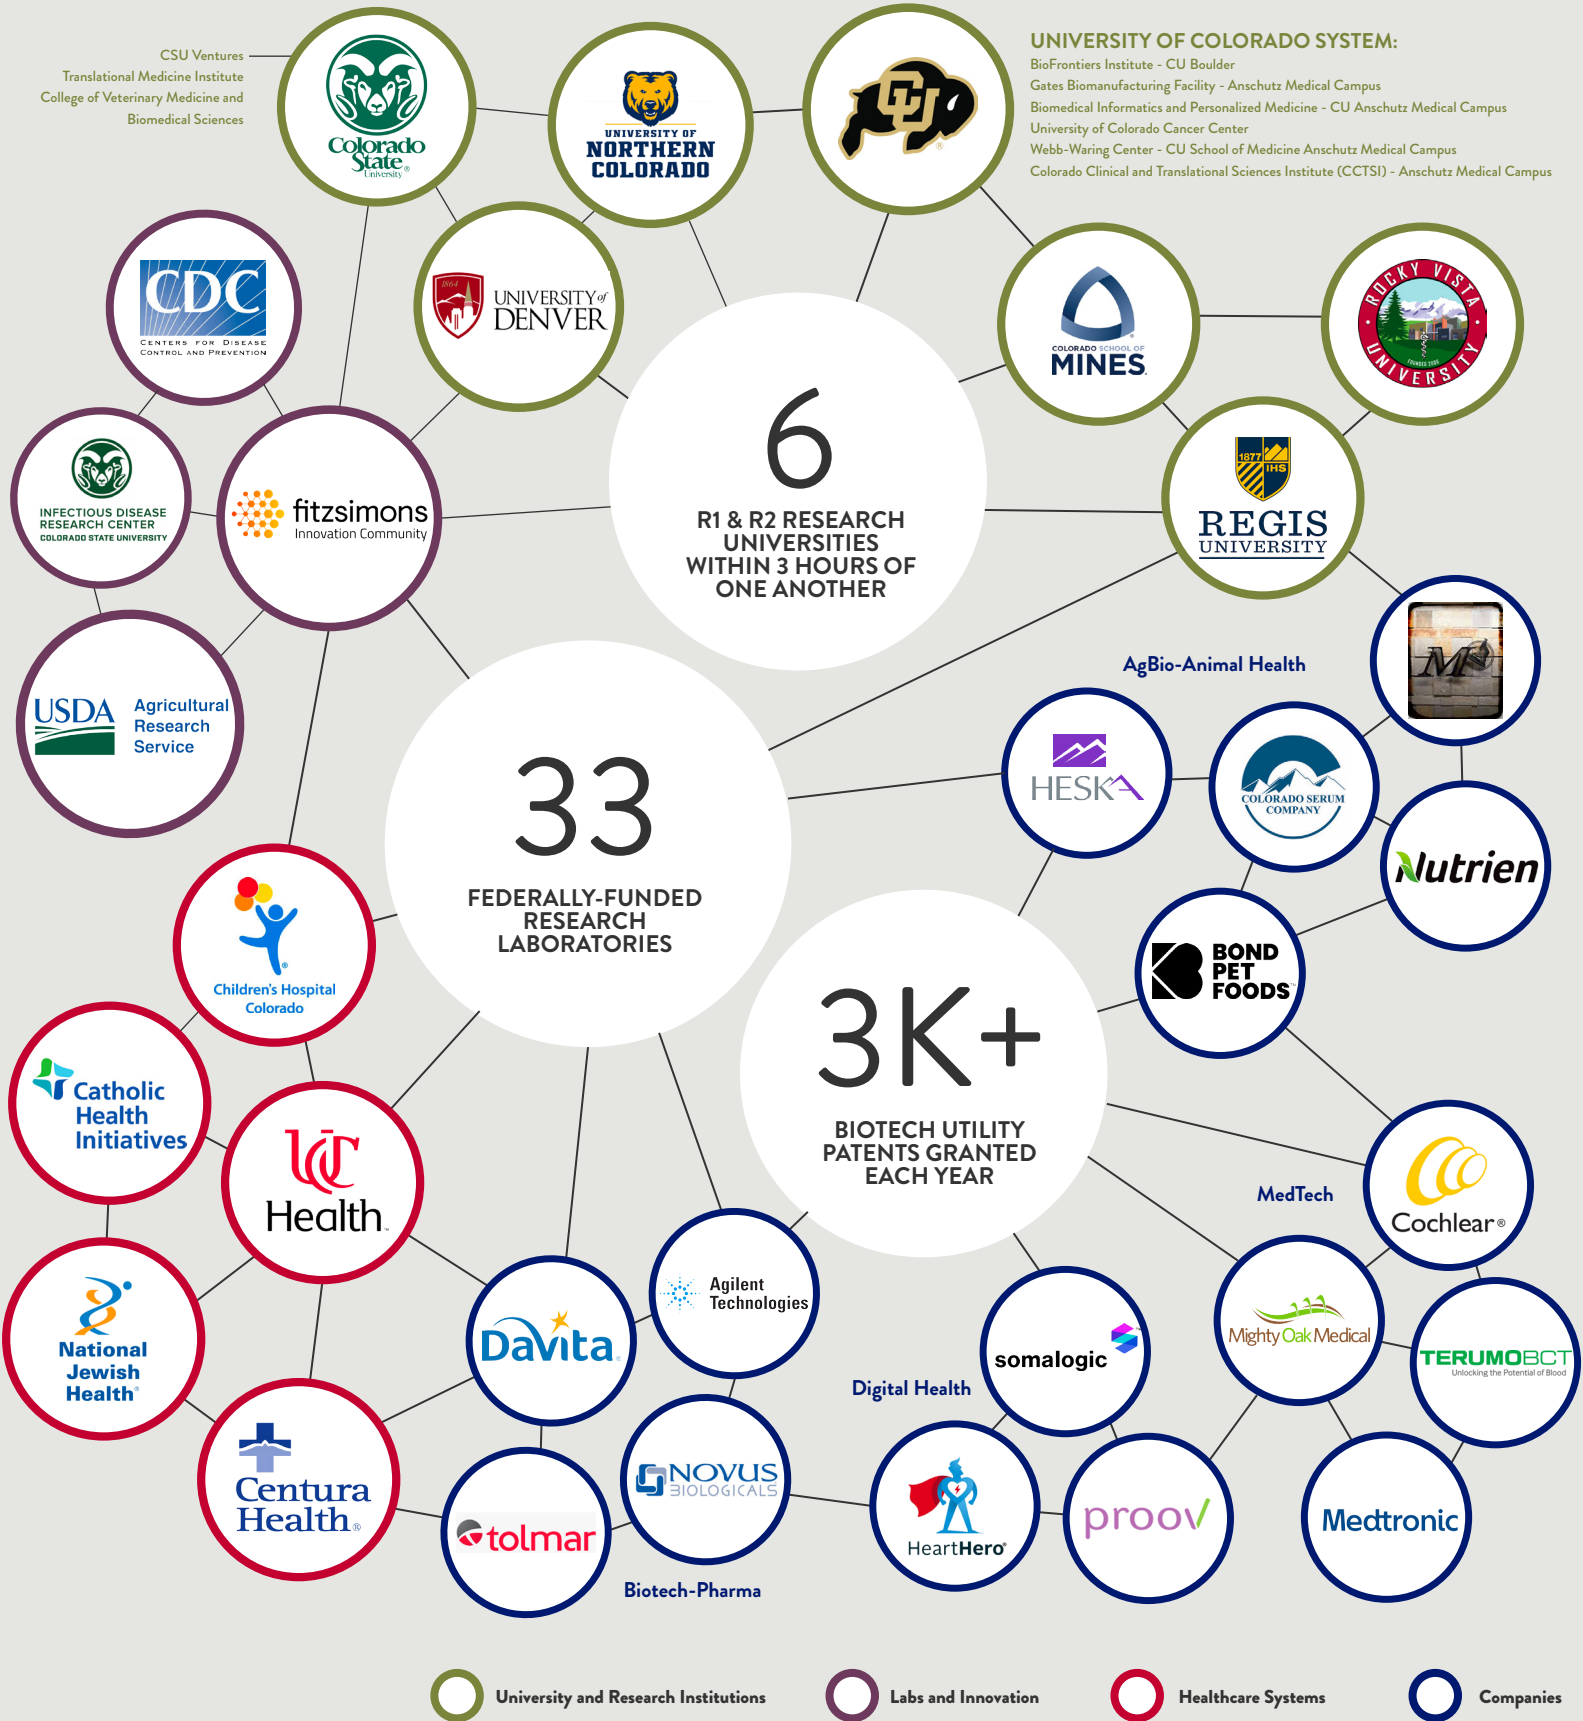 CSU Ventures
Translational Medicine Institute
College of Veterinary Medicine and
Biomedical Sciences
Colorado
State®
University
UNIVERSITY OF
NORTHERN
COLORADO
CU
®
UNIVERSITY OF COLORADO SYSTEM:
BioFrontiers Institute - CU Boulder
Gates Biomanufacturing Facility - Anschutz Medical Campus
Biomedical Informatics and Personalized Medicine - CU Anschutz Medical Campus
University of Colorado Cancer Center
Webb-Waring Center - CU School of Medicine Anschutz Medical Campus
Colorado Clinical and Translational Sciences Institute (CCTSI) - Anschutz Medical Campus
CDC
CENTERS FOR DISEASE
CONTROL AND PREVENTION
1864
UNIVERSITY of
DENVER
COLORADO SCHOOL OF
MINES
ROCKY VISTA
UNIVERSITY
FOUNDED 2006
INFECTIOUS DISEASE
RESEARCH CENTER
COLORADO STATE UNIVERSITY
fitzsimons
Innovation Community
6
R1 & R2 RESEARCH
UNIVERSITIES
WITHIN 3 HOURS OF
ONE ANOTHER
1877
IHS
REGIS
UNIVERSITY
USDA
Agricultural
Research
Service
AgBio-Animal Health
HESKA
COLORADO SERUM
COMPANY
Nutrien
33
FEDERALLY-FUNDED
RESEARCH
LABORATORIES
Children's Hospital
Colorado
BOND
PET
FOODS™
3K+
BIOTECH UTILITY
PATENTS GRANTED
EACH YEAR
Catholic
Health
Initiatives
UC
Health™
MedTech
Cochlear®
National
Jewish
Health®
DaVita®
Agilent
Technologies
somalogic
Mighty Oak Medical
TERUMOBCT
Unlocking the Potential of Blood
Digital Health
Centura
Health®
tolmar
NOVUS
BIOLOGICALS
HeartHero®
proov
Medtronic
Biotech-Pharma
University and Research Institutions
Labs and Innovation
Healthcare Systems
Companies